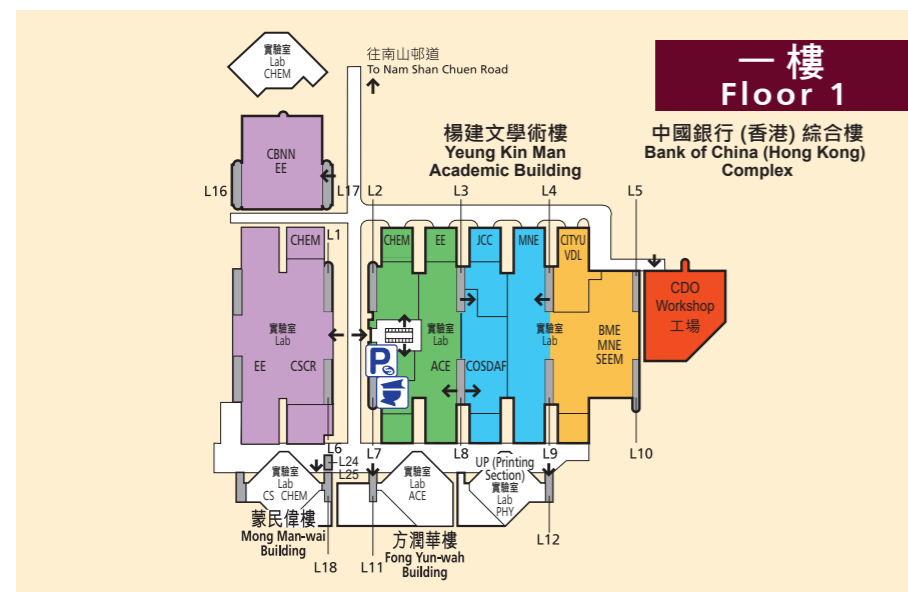 一樓
Floor 1
實驗室
Lab
CHEM
往南山邨道
To Nam Shan Chuen Road
楊建文學術樓
Yeung Kin Man
Academic Building
中國銀行 (香港) 綜合樓
Bank of China (Hong Kong)
Complex
CBNN
EE
L16
L17
L2
L3
L4
L5
CHEM
L1
CHEM
EE
JCC
MNE
CITYU
VDL
CDO
Workshop
工場
實驗室
Lab
EE
CSCR
實驗室
Lab
ACE
COSDAF
實驗室
Lab
BME
MNE
SEEM
P
L6
L24
L25
L7
L8
L9
L10
實驗室
Lab
CS CHEM
實驗室
Lab
ACE
UP (Printing
Section)
實驗室
Lab
PHY
蒙民偉樓
Mong Man-wai
Building
L18
L11
方潤華樓
Fong Yun-wah
Building
L12